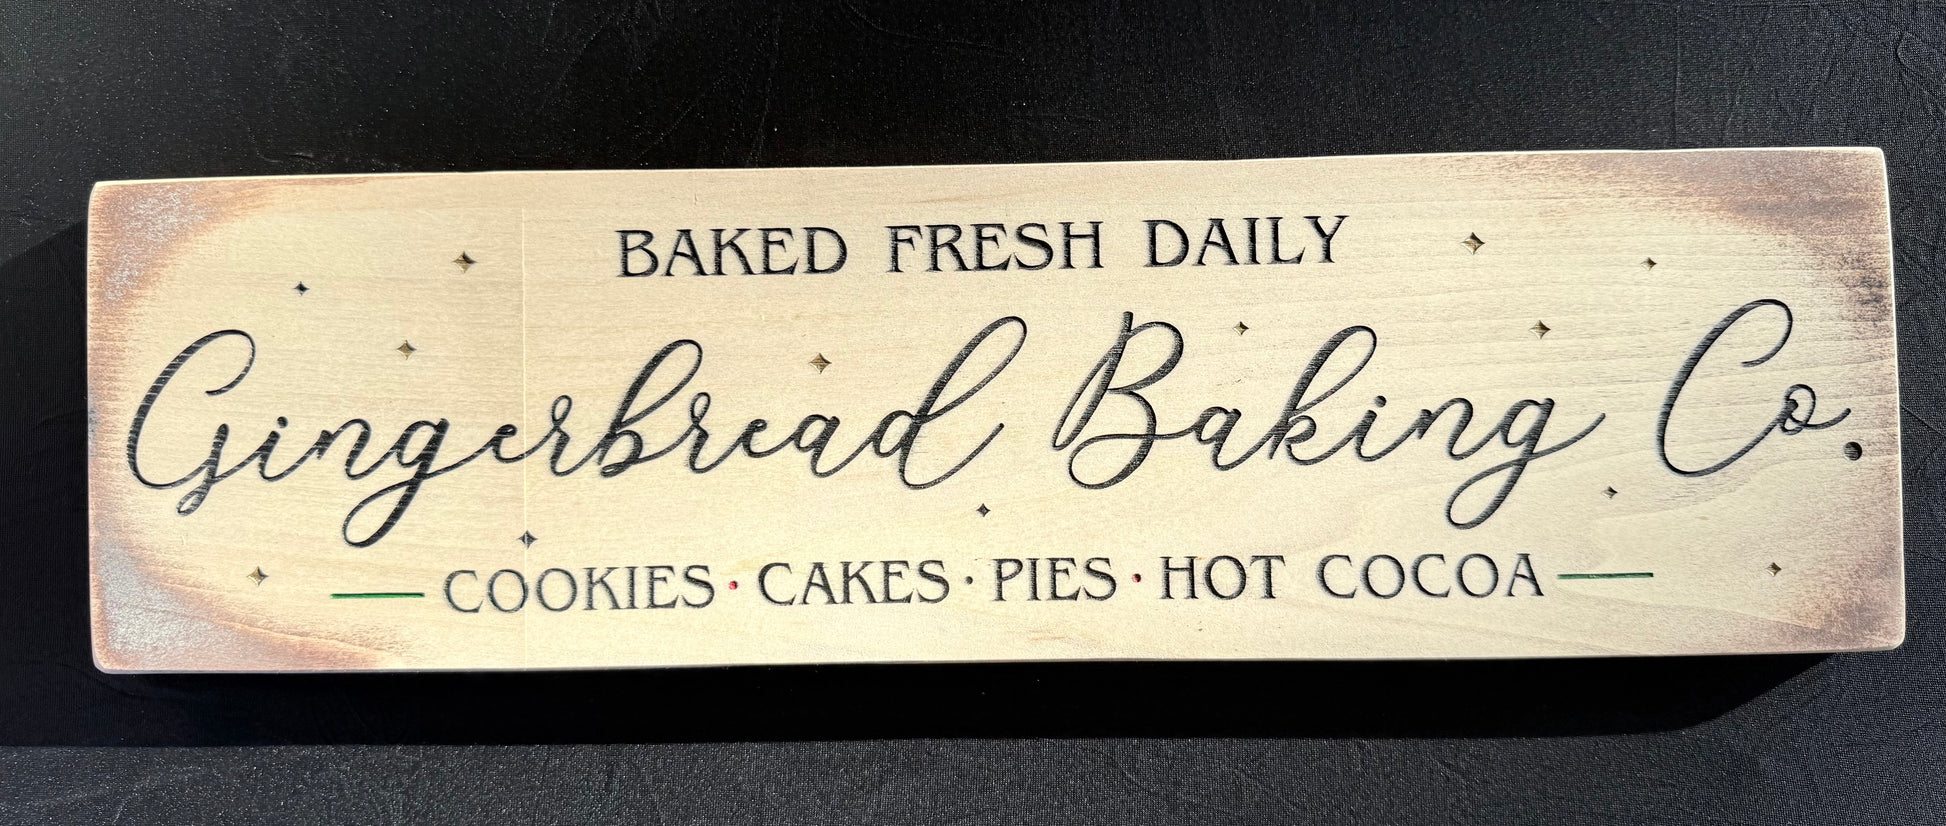 BAKED FRESH DAILY
Gingerbread Baking Co.
COOKIES · CAKES · PIES · HOT COCOA